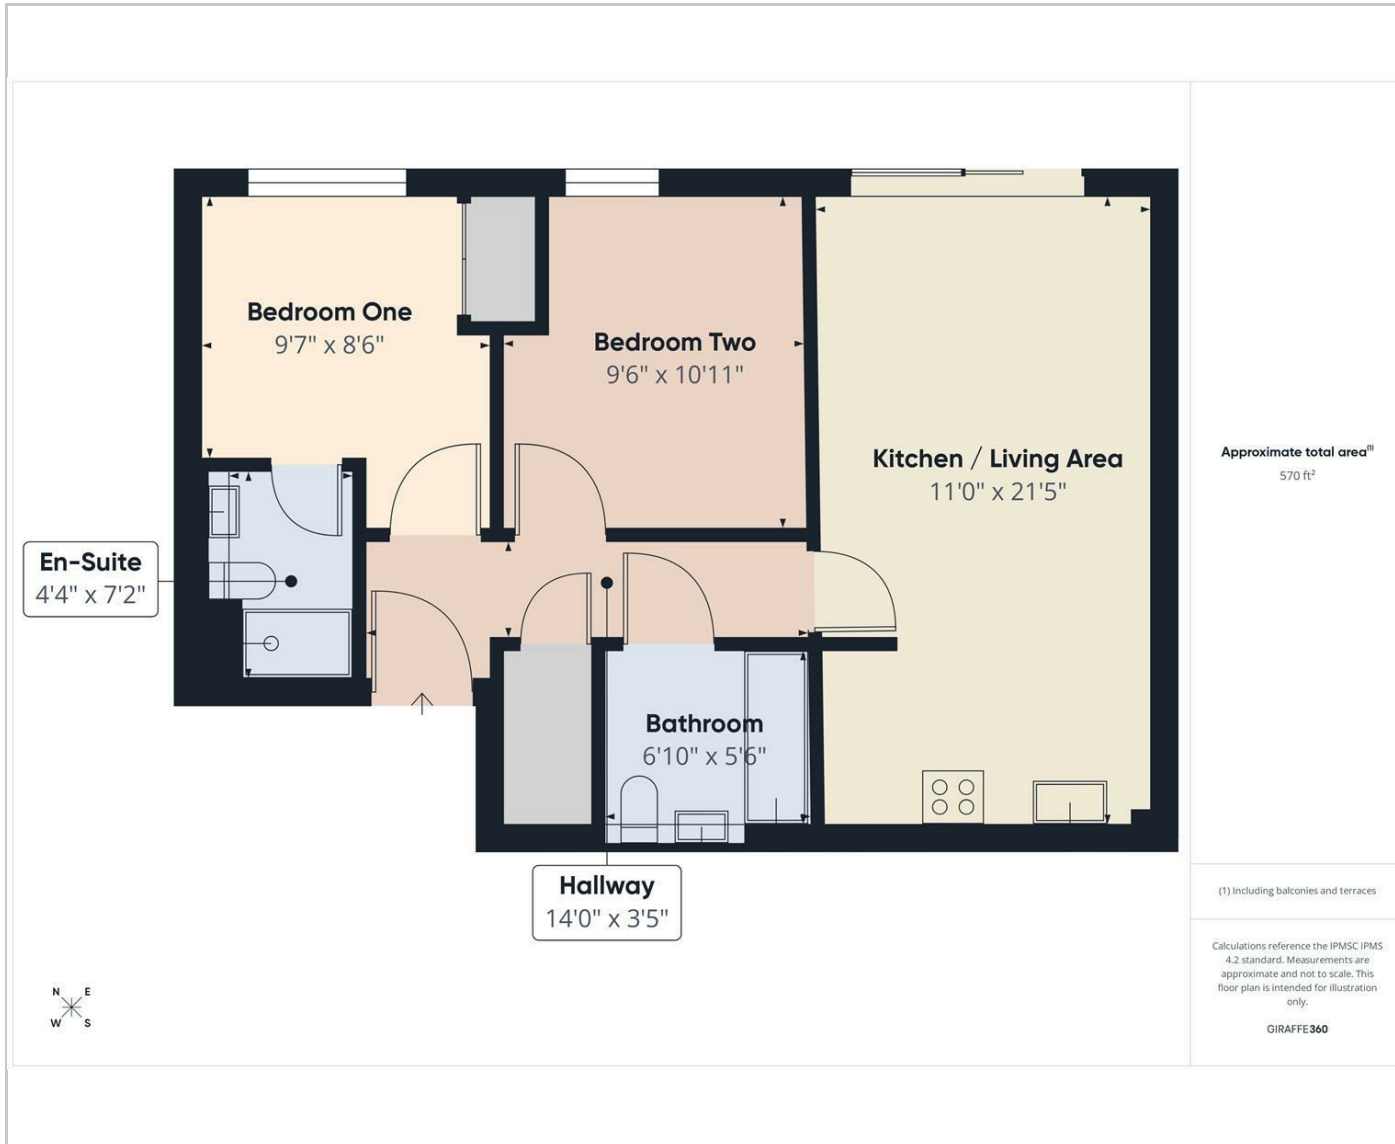 Bedroom One
9'7" x 8'6"
Bedroom Two
9'6" x 10'11"
Kitchen / Living Area
11'0" x 21'5"
En-Suite
4'4" x 7'2"
Bathroom
6'10" x 5'6"
Hallway
14'0" x 3'5"
N E
W S
Approximate total area(1)
570 ft²
(1) Including balconies and terraces
Calculations reference the IPMSC IPMS
4.2 standard. Measurements are
approximate and not to scale. This
floor plan is intended for illustration
only.
GIRAFFE360